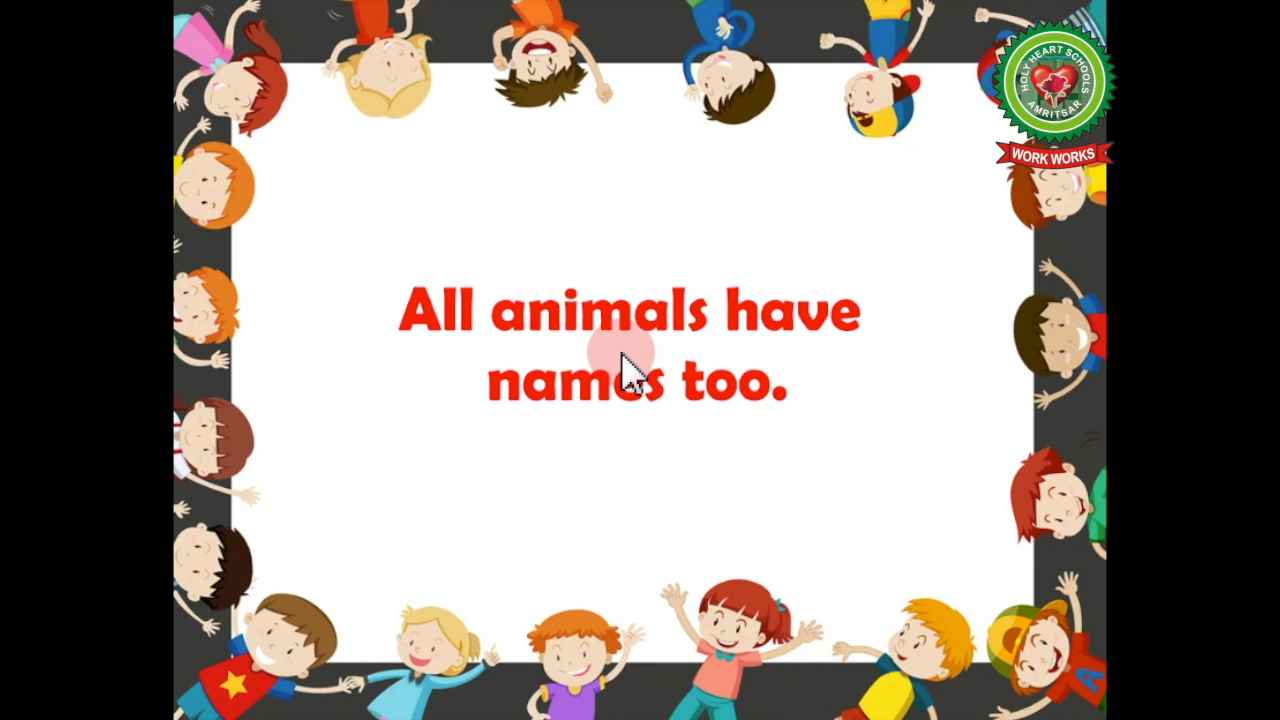 HOLY HEART SCHOOLS
AMRITSAR
WORK WORKS
All animals have
names too.
A